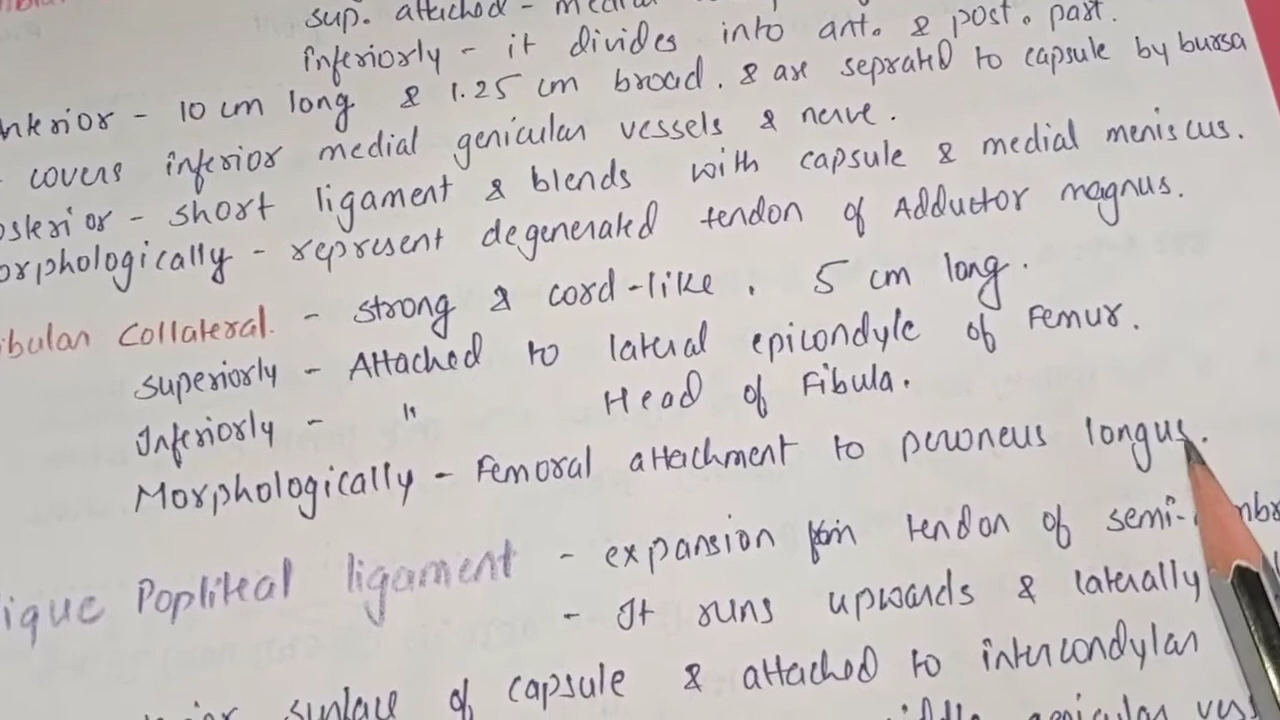 sup. attached -
inferiorly - it divides into ant. & post. part.
10 cm long & 1.25 cm broad. & are seprated to capsule by bursa
- covers inferior medial genicular vessels & nerve.
- short ligament & blends with capsule & medial meniscus.
orphologically - represent degenerated tendon of Adductor magnus.
ibular Collateral. - strong & cord-like. 5 cm long.
Superiorly - Attached to lateral epicondyle of Femur.
Inferiorly - " Head of Fibula.
Morphologically - Femoral attachment to peroneus longus.
ique Popliteal ligament - expansion from tendon of semi-
- It runs upwards & laterally
surface of capsule & attached to intercondylar
genicular